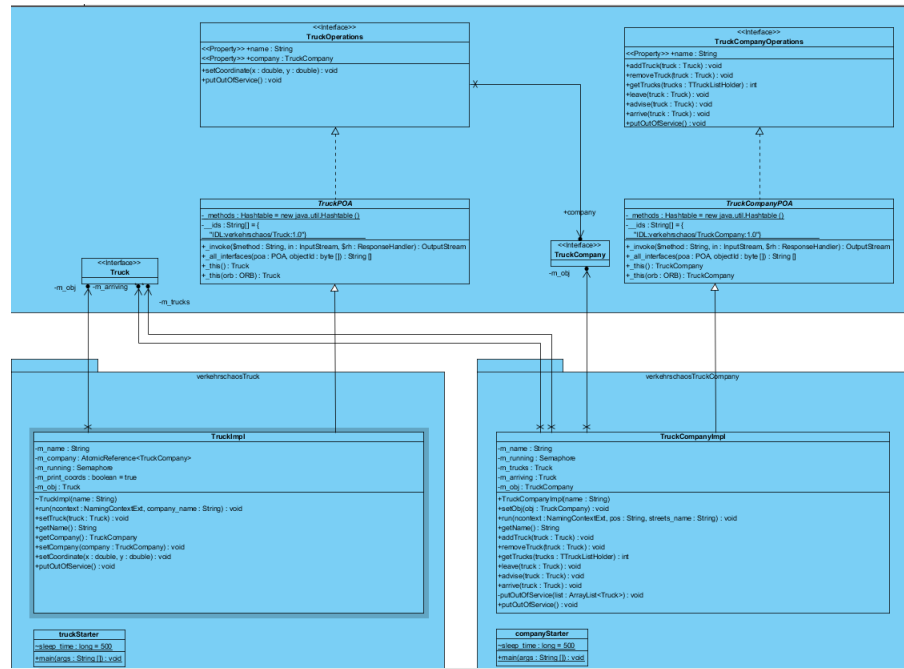 <<Interface>>
TruckOperations
<<Property>> +name : String
<<Property>> +company : TruckCompany
+setCoordinate(x : double, y : double) : void
+putOutOfService() : void
<<Interface>>
TruckCompanyOperations
<<Property>> +name : String
+addTruck(truck : Truck) : void
+removeTruck(truck : Truck) : void
+getTrucks(trucks : TTruckListHolder) : int
+leave(truck : Truck) : void
+advise(truck : Truck) : void
+arrive(truck : Truck) : void
+putOutOfService() : void
TruckPOA
-_methods : Hashtable = new java.util.Hashtable ()
-__ids : String[] = {
"IDL:verkehrschaos/Truck:1.0"}
+_invoke($method : String, in : InputStream, $rh : ResponseHandler) : OutputStream
+_all_interfaces(poa : POA, objectId : byte []) : String []
+_this() : Truck
+_this(orb : ORB) : Truck
+company
TruckCompanyPOA
-_methods : Hashtable = new java.util.Hashtable ()
-__ids : String[] = {
"IDL:verkehrschaos/TruckCompany:1.0"}
+_invoke($method : String, in : InputStream, $rh : ResponseHandler) : OutputStream
+_all_interfaces(poa : POA, objectId : byte []) : String []
+_this() : TruckCompany
+_this(orb : ORB) : TruckCompany
<<Interface>>
Truck
<<Interface>>
TruckCompany
-m_obj
-m_arriving
* *
-m_trucks
-m_obj
verkehrschaosTruck
verkehrschaosTruckCompany
TruckImpl
-m_name : String
-m_company : AtomicReference<TruckCompany>
-m_running : Semaphore
-m_print_coords : boolean = true
-m_obj : Truck
~TruckImpl(name : String)
+run(ncontext : NamingContextExt, company_name : String) : void
+setTruck(truck : Truck) : void
+getName() : String
+getCompany() : TruckCompany
+setCompany(company : TruckCompany) : void
+setCoordinate(x : double, y : double) : void
+putOutOfService() : void
TruckCompanyImpl
-m_name : String
-m_running : Semaphore
-m_trucks : Truck
-m_arriving : Truck
-m_obj : TruckCompany
+TruckCompanyImpl(name : String)
+setObj(obj : TruckCompany) : void
+run(ncontext : NamingContextExt, pos : String, streets_name : String) : void
+getName() : String
+addTruck(truck : Truck) : void
+removeTruck(truck : Truck) : void
+getTrucks(trucks : TTruckListHolder) : int
+leave(truck : Truck) : void
+advise(truck : Truck) : void
+arrive(truck : Truck) : void
-putOutOfService(list : ArrayList<Truck>) : void
+putOutOfService() : void
truckStarter
~sleep_time : long = 500
+main(args : String []) : void
companyStarter
~sleep_time : long = 500
+main(args : String []) : void